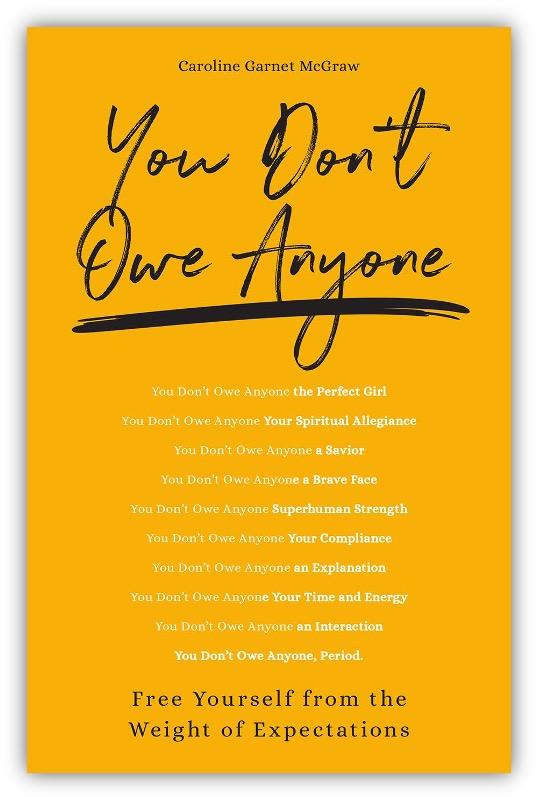 Caroline Garnet McGraw
You Don't
Owe Anyone
You Don't Owe Anyone the Perfect Girl
You Don't Owe Anyone Your Spiritual Allegiance
You Don't Owe Anyone a Savior
You Don't Owe Anyone a Brave Face
You Don't Owe Anyone Superhuman Strength
You Don't Owe Anyone Your Compliance
You Don't Owe Anyone an Explanation
You Don't Owe Anyone Your Time and Energy
You Don't Owe Anyone an Interaction
You Don't Owe Anyone, Period.
Free Yourself from the
Weight of Expectations